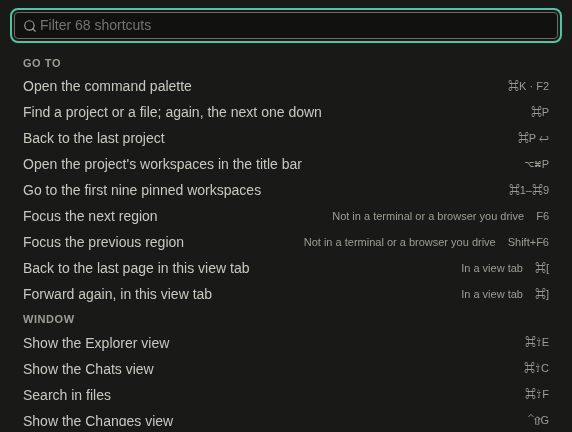 Filter 68 shortcuts
GO TO
Open the command palette ⌘K · F2
Find a project or a file; again, the next one down ⌘P
Back to the last project ⌘P ↩
Open the project's workspaces in the title bar ⌥⌘P
Go to the first nine pinned workspaces ⌘1–⌘9
Focus the next region Not in a terminal or a browser you drive F6
Focus the previous region Not in a terminal or a browser you drive Shift+F6
Back to the last page in this view tab In a view tab ⌘[
Forward again, in this view tab In a view tab ⌘]
WINDOW
Show the Explorer view ⌘⇧E
Show the Chats view ⌘⇧C
Search in files ⌘⇧F
Show the Changes view ⌃⇧G